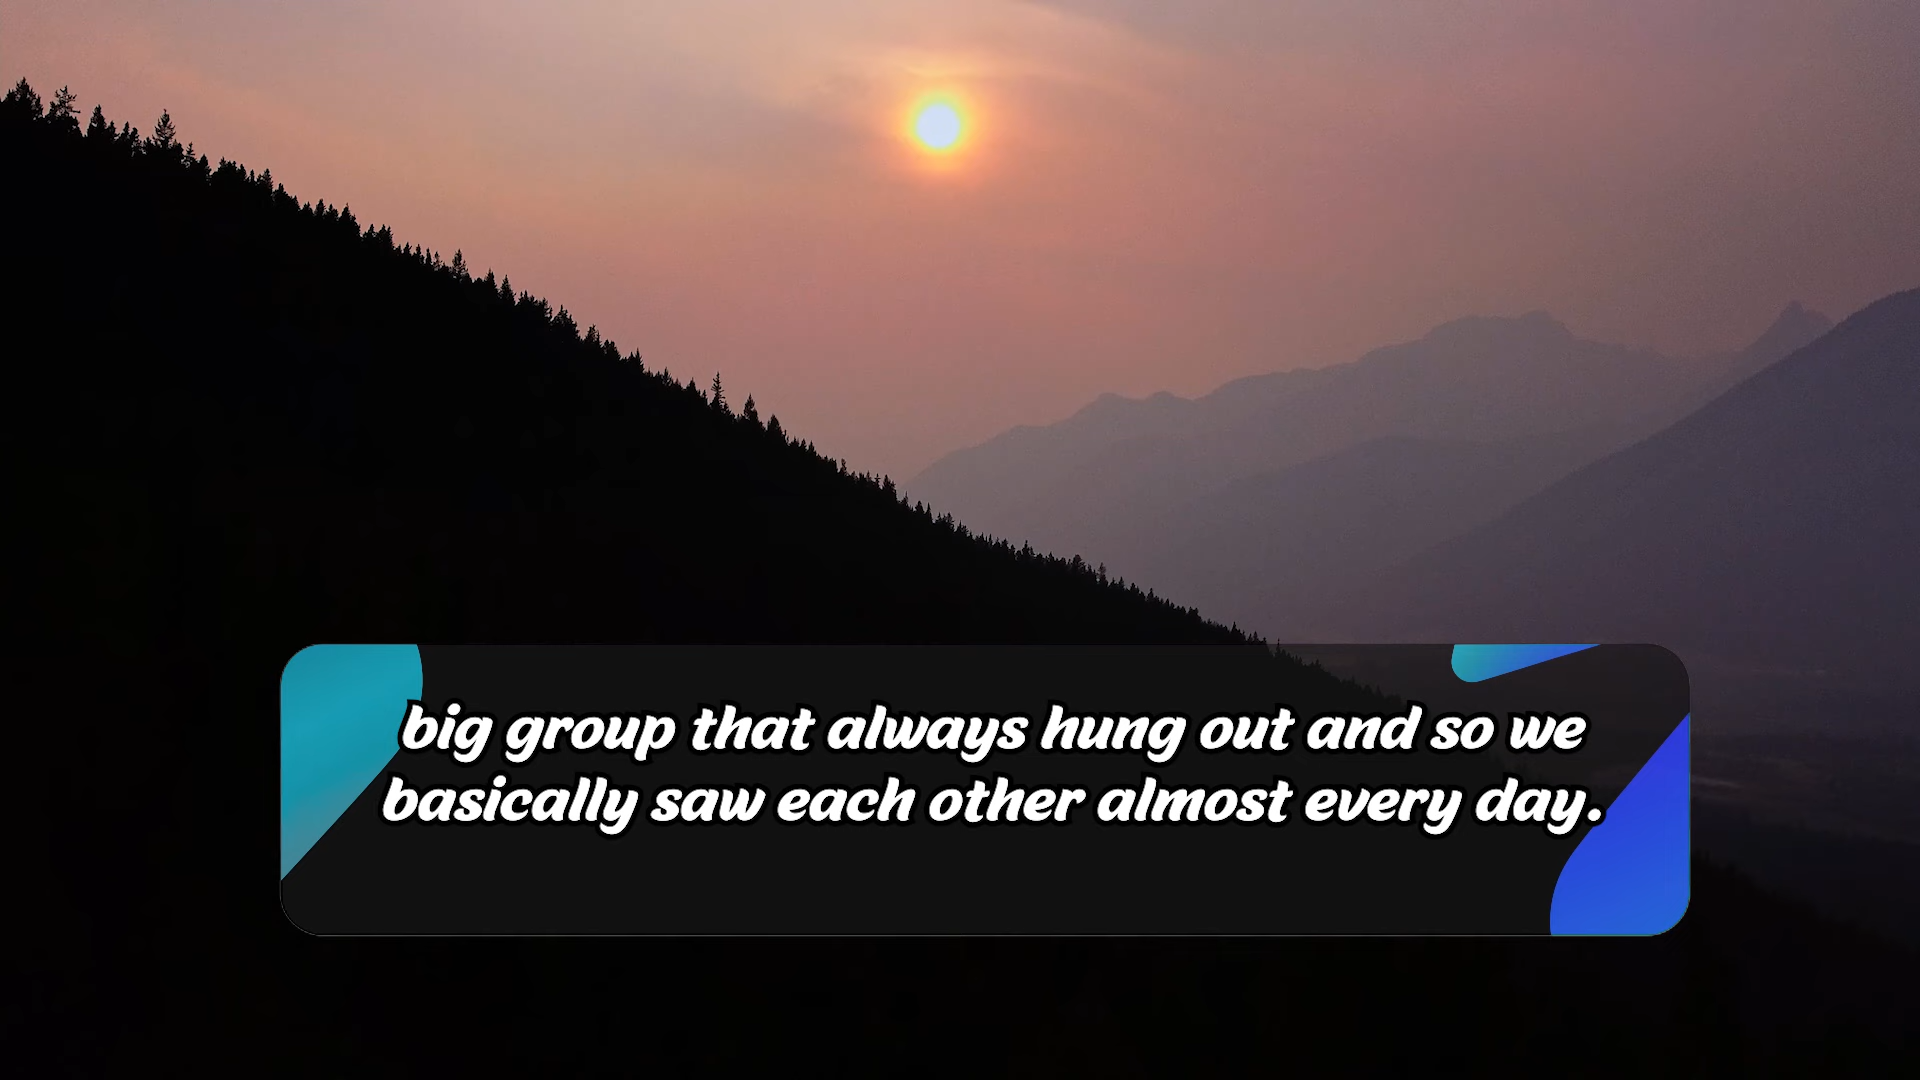 big group that always hung out and so we
basically saw each other almost every day.